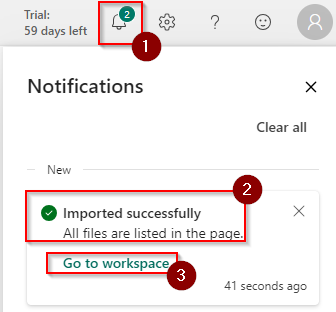 Trial:
59 days left
2
?
1
Notifications
Clear all
New
2
Imported successfully
All files are listed in the page.
Go to workspace
3
41 seconds ago